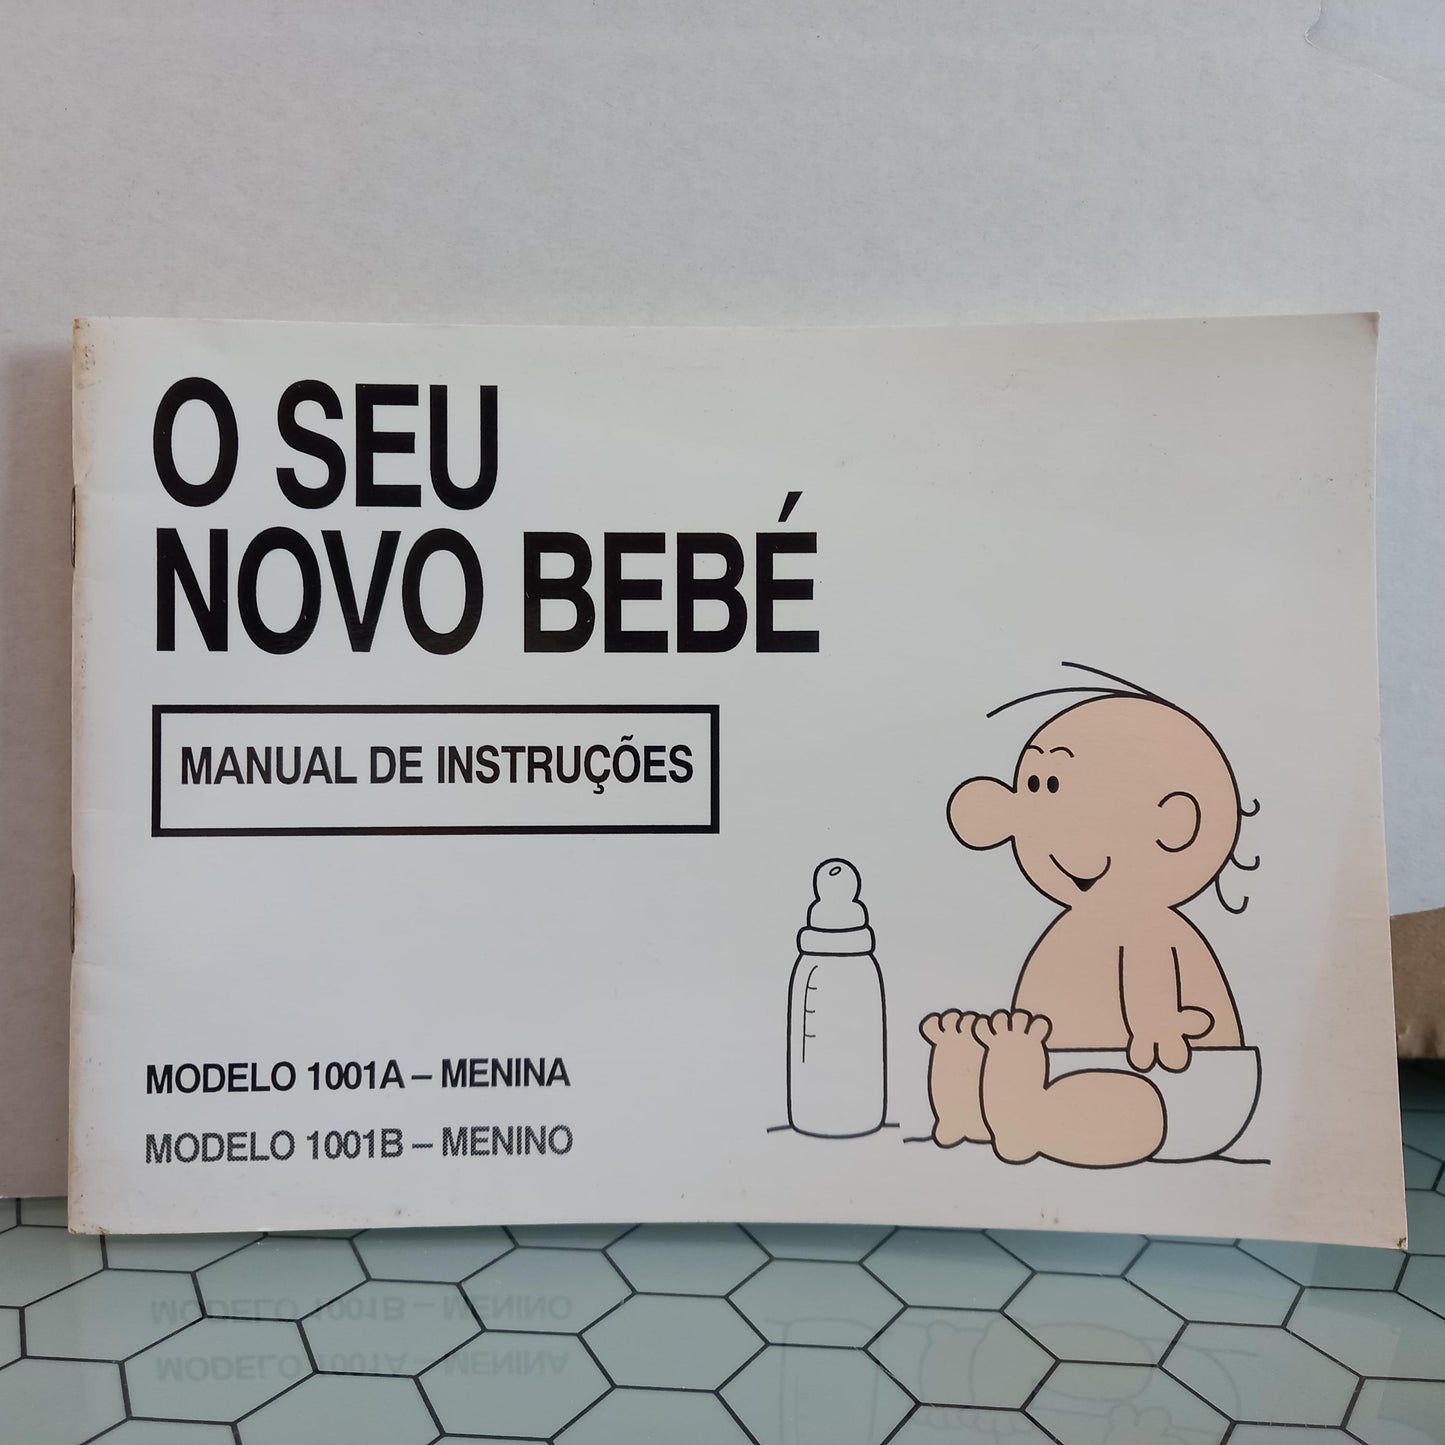 O SEU
NOVO BEBÉ
MANUAL DE INSTRUÇÕES
MODELO 1001A – MENINA
MODELO 1001B – MENINO